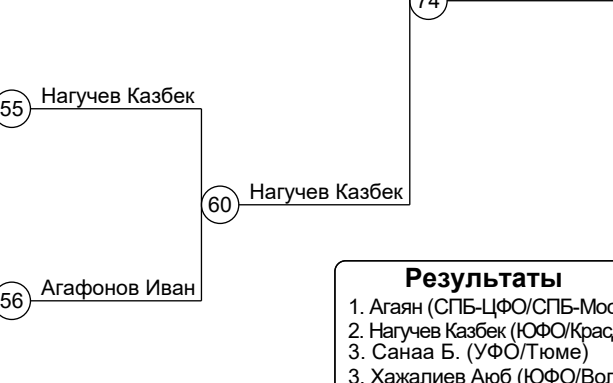 74
Нагучев Казбек
55
Нагучев Казбек
60
Агафонов Иван
56
Результаты
1. Агаян (СПБ-ЦФО/СПБ-Мос
2. Нагучев Казбек (ЮФО/Крас
3. Санаа Б. (УФО/Тюме)
3. Хажалиев Аюб (ЮФО/Вол